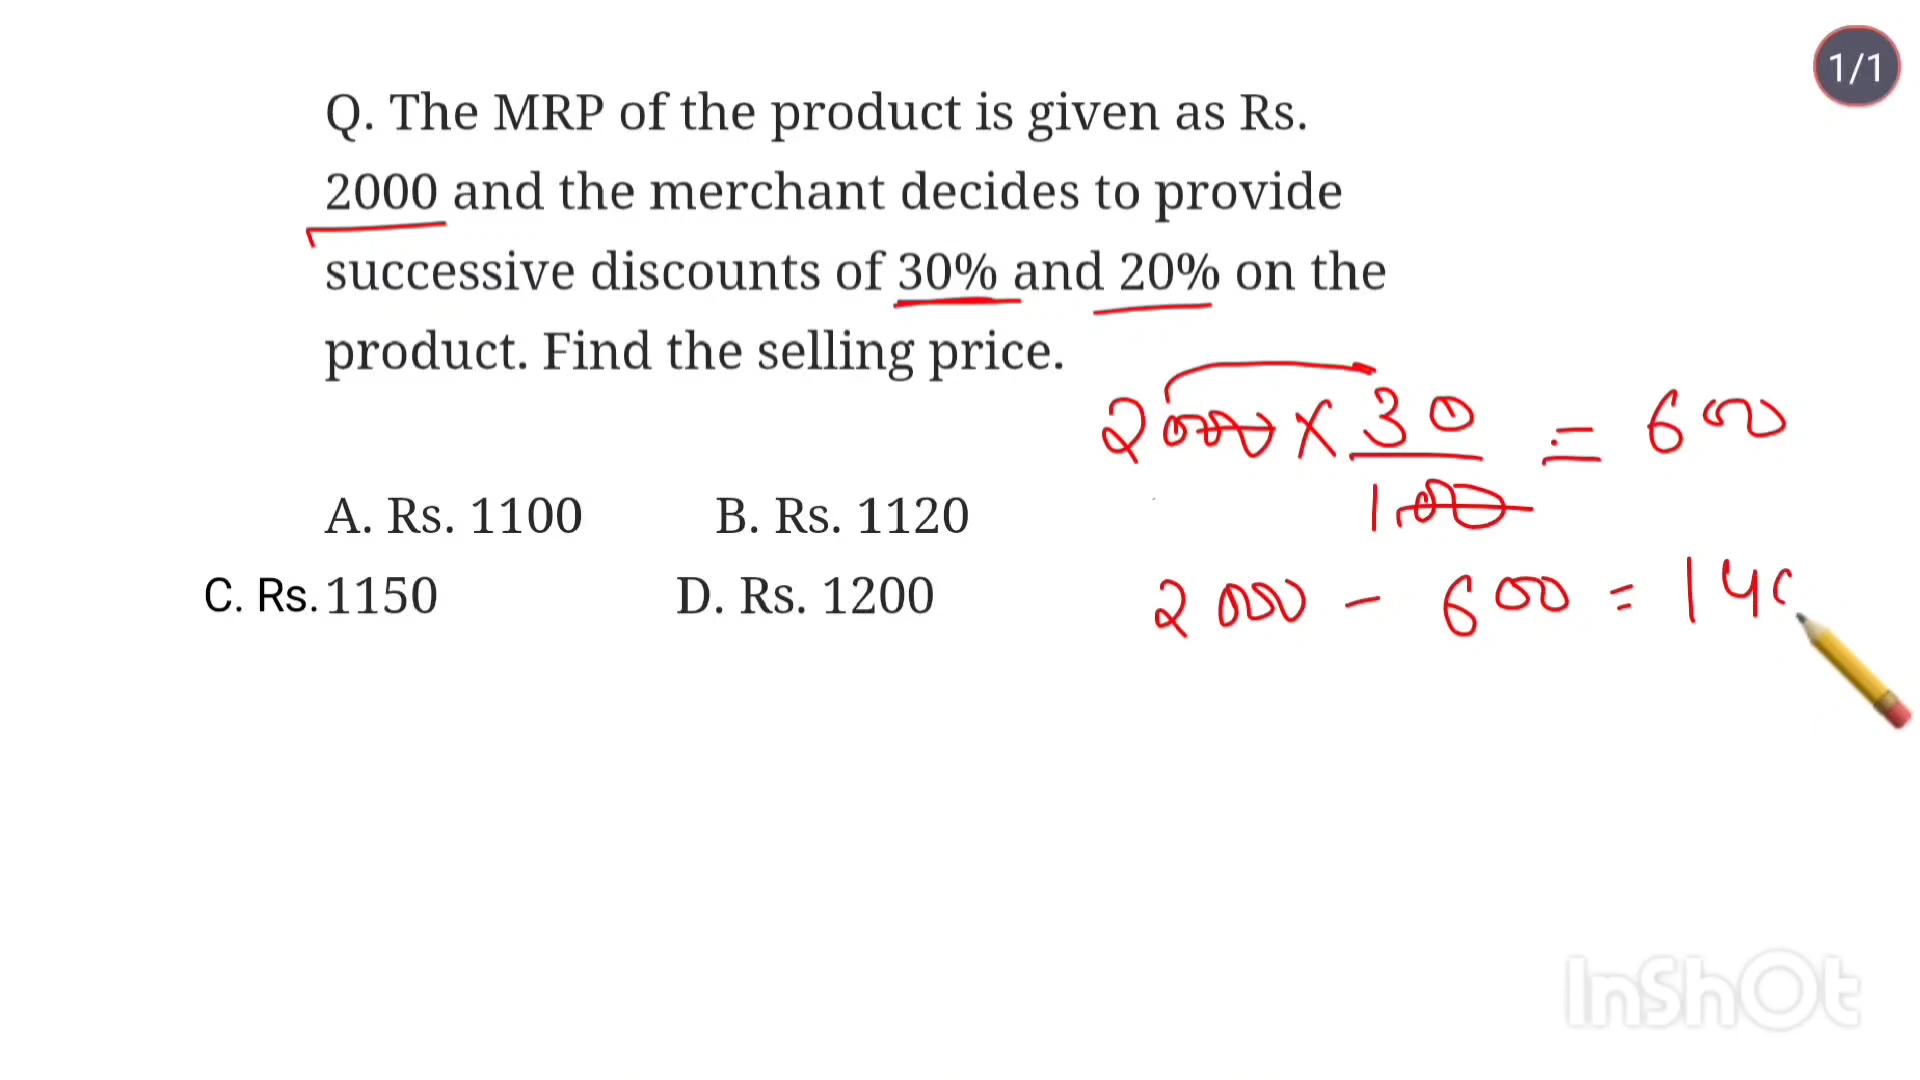 1/1
Q. The MRP of the product is given as Rs.
2000 and the merchant decides to provide
successive discounts of 30% and 20% on the
product. Find the selling price.
2000 × 30/100 = 600
A. Rs. 1100 B. Rs. 1120
C. Rs. 1150 D. Rs. 1200
2000 - 600 = 140
InShOt